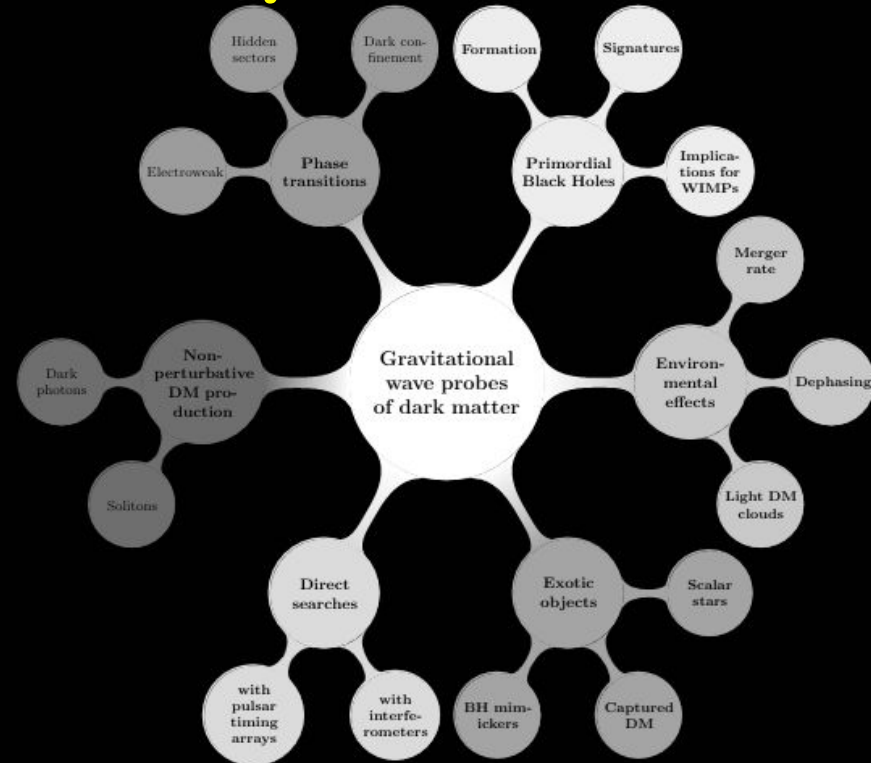 Hidden
sectors
Dark con-
finement
Formation
Signatures
Electroweak
Phase
transitions
Primordial
Black Holes
Implica-
tions for
WIMPs
Merger
rate
Dark
photons
Non-
perturbative
DM pro-
duction
Gravitational
wave probes
of dark matter
Environ-
mental
effects
Dephasing
Solitons
Light DM
clouds
Direct
searches
Exotic
objects
Scalar
stars
with
pulsar
timing
arrays
with
interfe-
rometers
BH mim-
ickers
Captured
DM